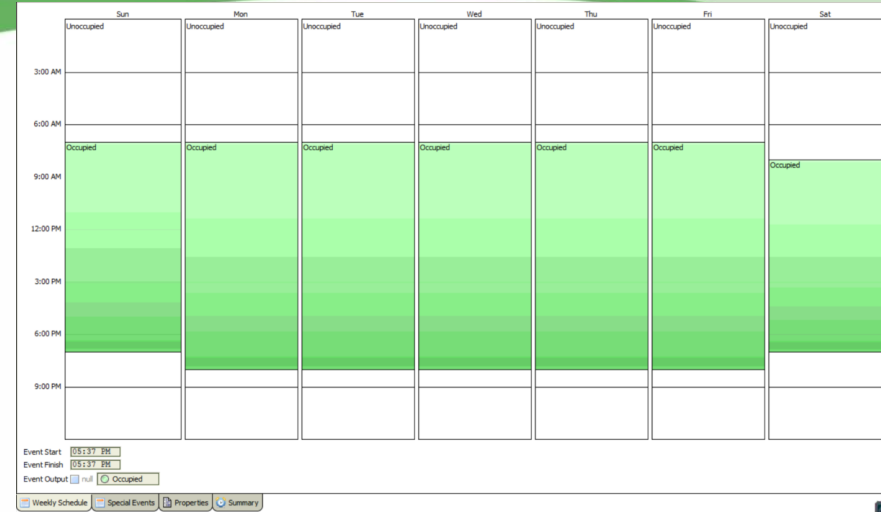 Sun Mon Tue Wed Thu Fri Sat
Unoccupied Unoccupied Unoccupied Unoccupied Unoccupied Unoccupied Unoccupied
3:00 AM
6:00 AM
Occupied Occupied Occupied Occupied Occupied Occupied
Occupied
9:00 AM
12:00 PM
3:00 PM
6:00 PM
9:00 PM
Event Start 05:37 PM
Event Finish 05:37 PM
Event Output null Occupied
Weekly Schedule Special Events Properties Summary